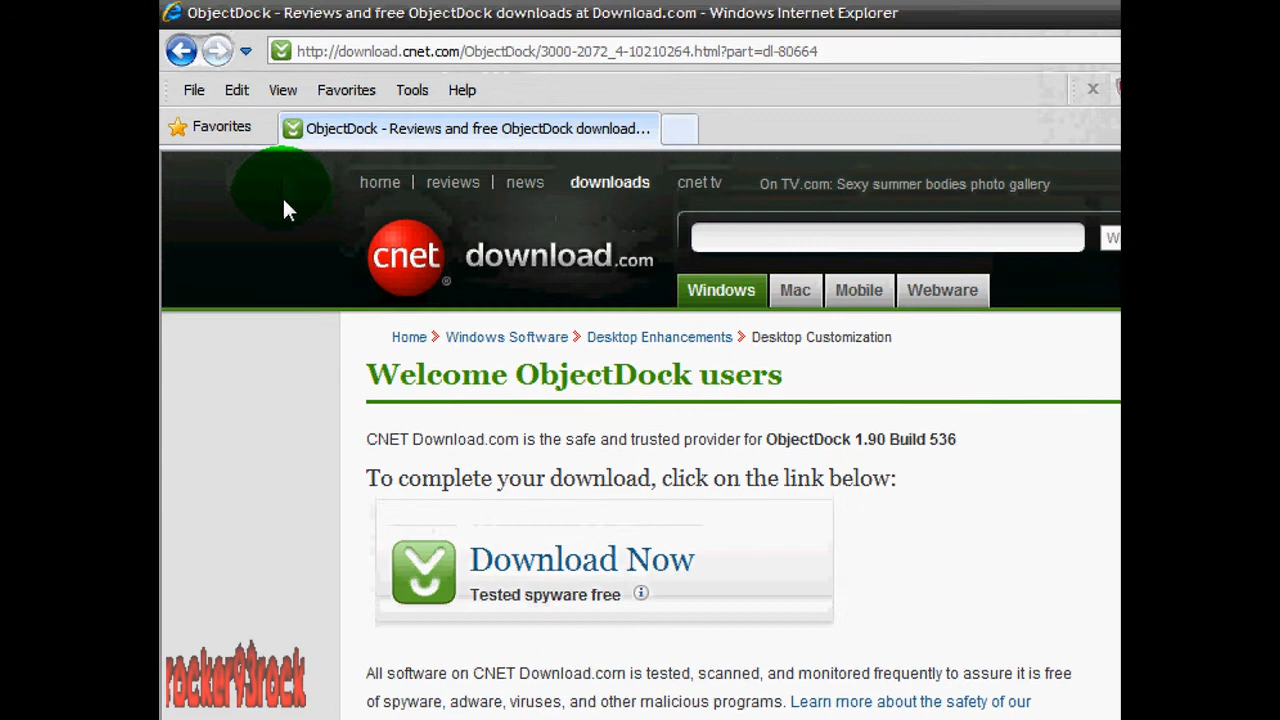 ObjectDock - Reviews and free ObjectDock downloads at Download.com - Windows Internet Explorer
http://download.cnet.com/ObjectDock/3000-2072_4-10210264.html?part=dl-80664
File Edit View Favorites Tools Help
Favorites ObjectDock - Reviews and free ObjectDock download...
home | reviews | news downloads cnet tv On TV.com: Sexy summer bodies photo gallery
cnet ® download.com
W
Windows Mac Mobile Webware
Home Windows Software Desktop Enhancements Desktop Customization
Welcome ObjectDock users
CNET Download.com is the safe and trusted provider for ObjectDock 1.90 Build 536
To complete your download, click on the link below:
Download Now
Tested spyware free i
All software on CNET Download.com is tested, scanned, and monitored frequently to assure it is free
of spyware, adware, viruses, and other malicious programs. Learn more about the safety of our
rocker93rock